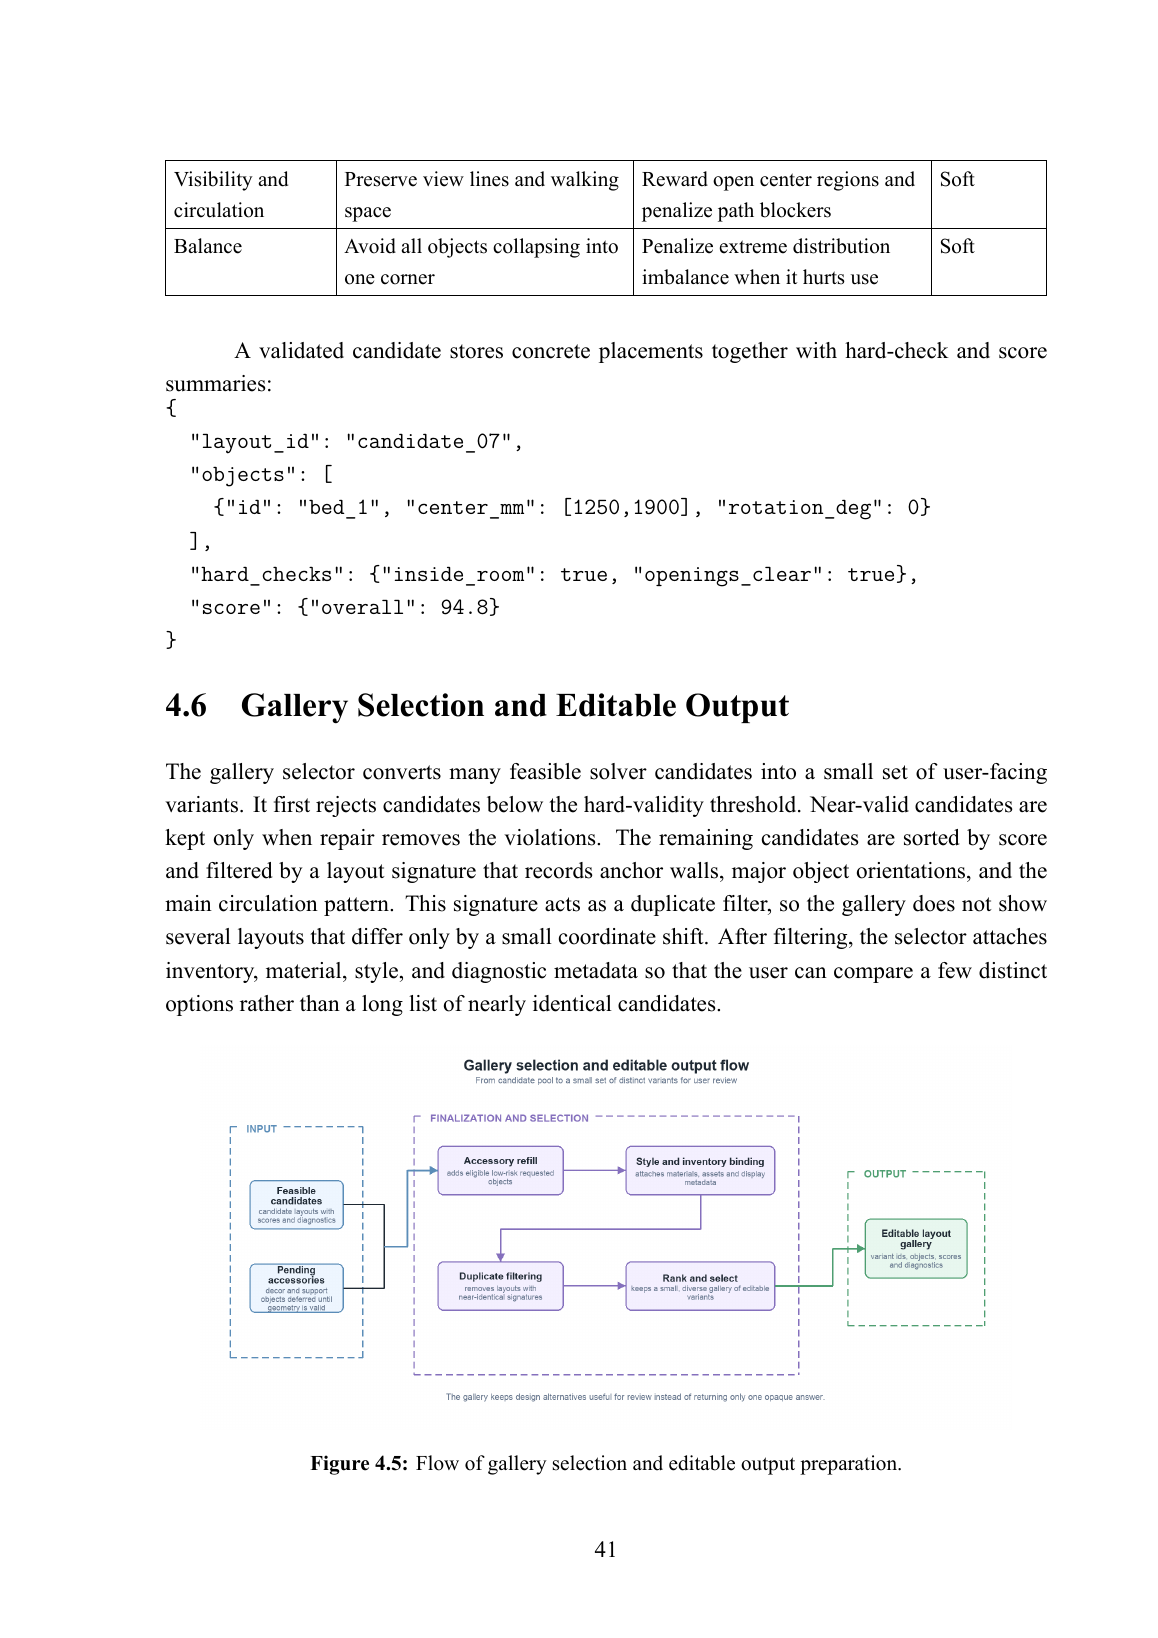 Visibility and circulation
Preserve view lines and walking space
Reward open center regions and penalize path blockers
Soft
Balance
Avoid all objects collapsing into one corner
Penalize extreme distribution imbalance when it hurts use
Soft
A validated candidate stores concrete placements together with hard-check and score
summaries:
{
  "layout_id": "candidate_07",
  "objects": [
    {"id": "bed_1", "center_mm": [1250,1900], "rotation_deg": 0}
  ],
  "hard_checks": {"inside_room": true, "openings_clear": true},
  "score": {"overall": 94.8}
}
4.6 Gallery Selection and Editable Output
The gallery selector converts many feasible solver candidates into a small set of user-facing
variants. It first rejects candidates below the hard-validity threshold. Near-valid candidates are
kept only when repair removes the violations. The remaining candidates are sorted by score
and filtered by a layout signature that records anchor walls, major object orientations, and the
main circulation pattern. This signature acts as a duplicate filter, so the gallery does not show
several layouts that differ only by a small coordinate shift. After filtering, the selector attaches
inventory, material, style, and diagnostic metadata so that the user can compare a few distinct
options rather than a long list of nearly identical candidates.
Gallery selection and editable output flow
From candidate pool to a small set of distinct variants for user review
INPUT
Feasible
candidates
candidate layouts with
scores and diagnostics
Pending
accessories
decor and support
objects deferred until
geometry is valid
FINALIZATION AND SELECTION
Accessory refill
adds eligible low-risk requested
objects
Style and inventory binding
attaches materials, assets and display
metadata
Duplicate filtering
removes layouts with
near-identical signatures
Rank and select
keeps a small, diverse gallery of editable
variants
OUTPUT
Editable layout
gallery
variant ids, objects, scores
and diagnostics
The gallery keeps design alternatives useful for review instead of returning only one opaque answer.
Figure 4.5: Flow of gallery selection and editable output preparation.
41